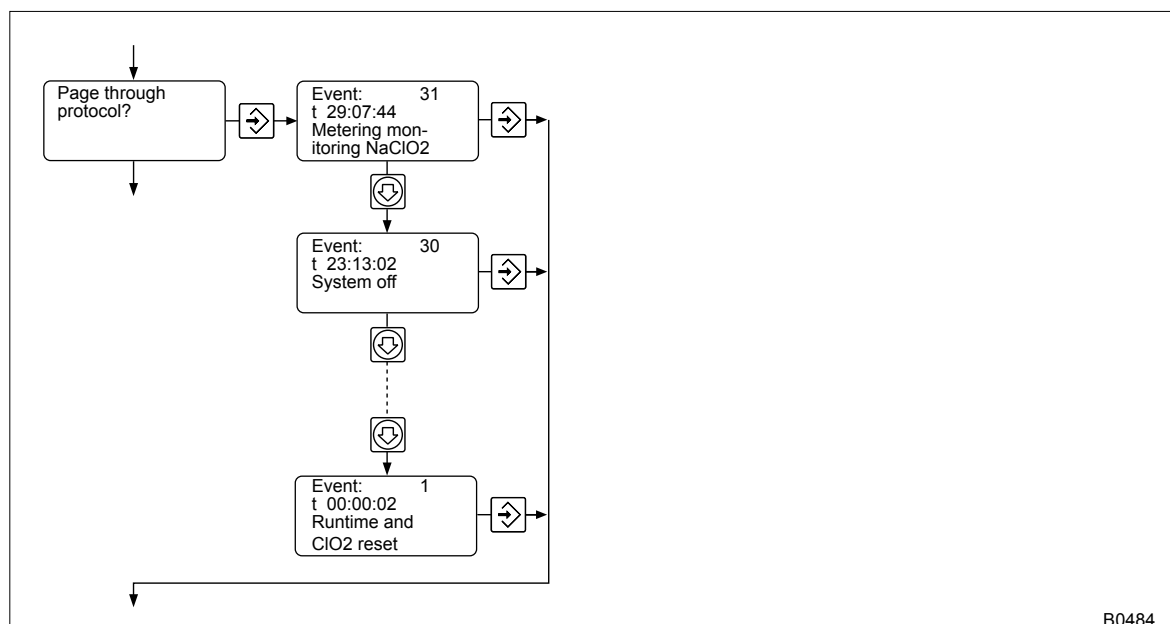 Page through
protocol?
Event: 31
t 29:07:44
Metering mon-
itoring NaClO2
Event: 30
t 23:13:02
System off
Event: 1
t 00:00:02
Runtime and
ClO2 reset
B0484